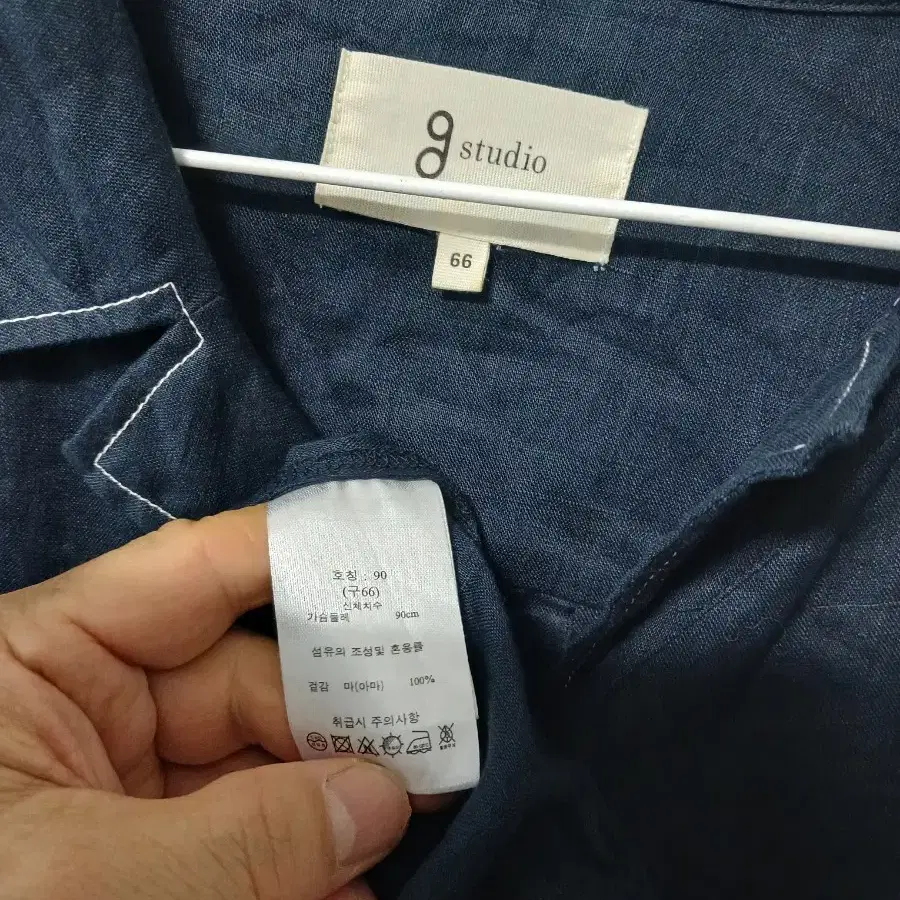 g studio
66
호칭 : 90
(구66)
신체치수
가슴둘레 90cm
섬유의 조성및 혼용률
겉감 마(아마) 100%
취급시 주의사항